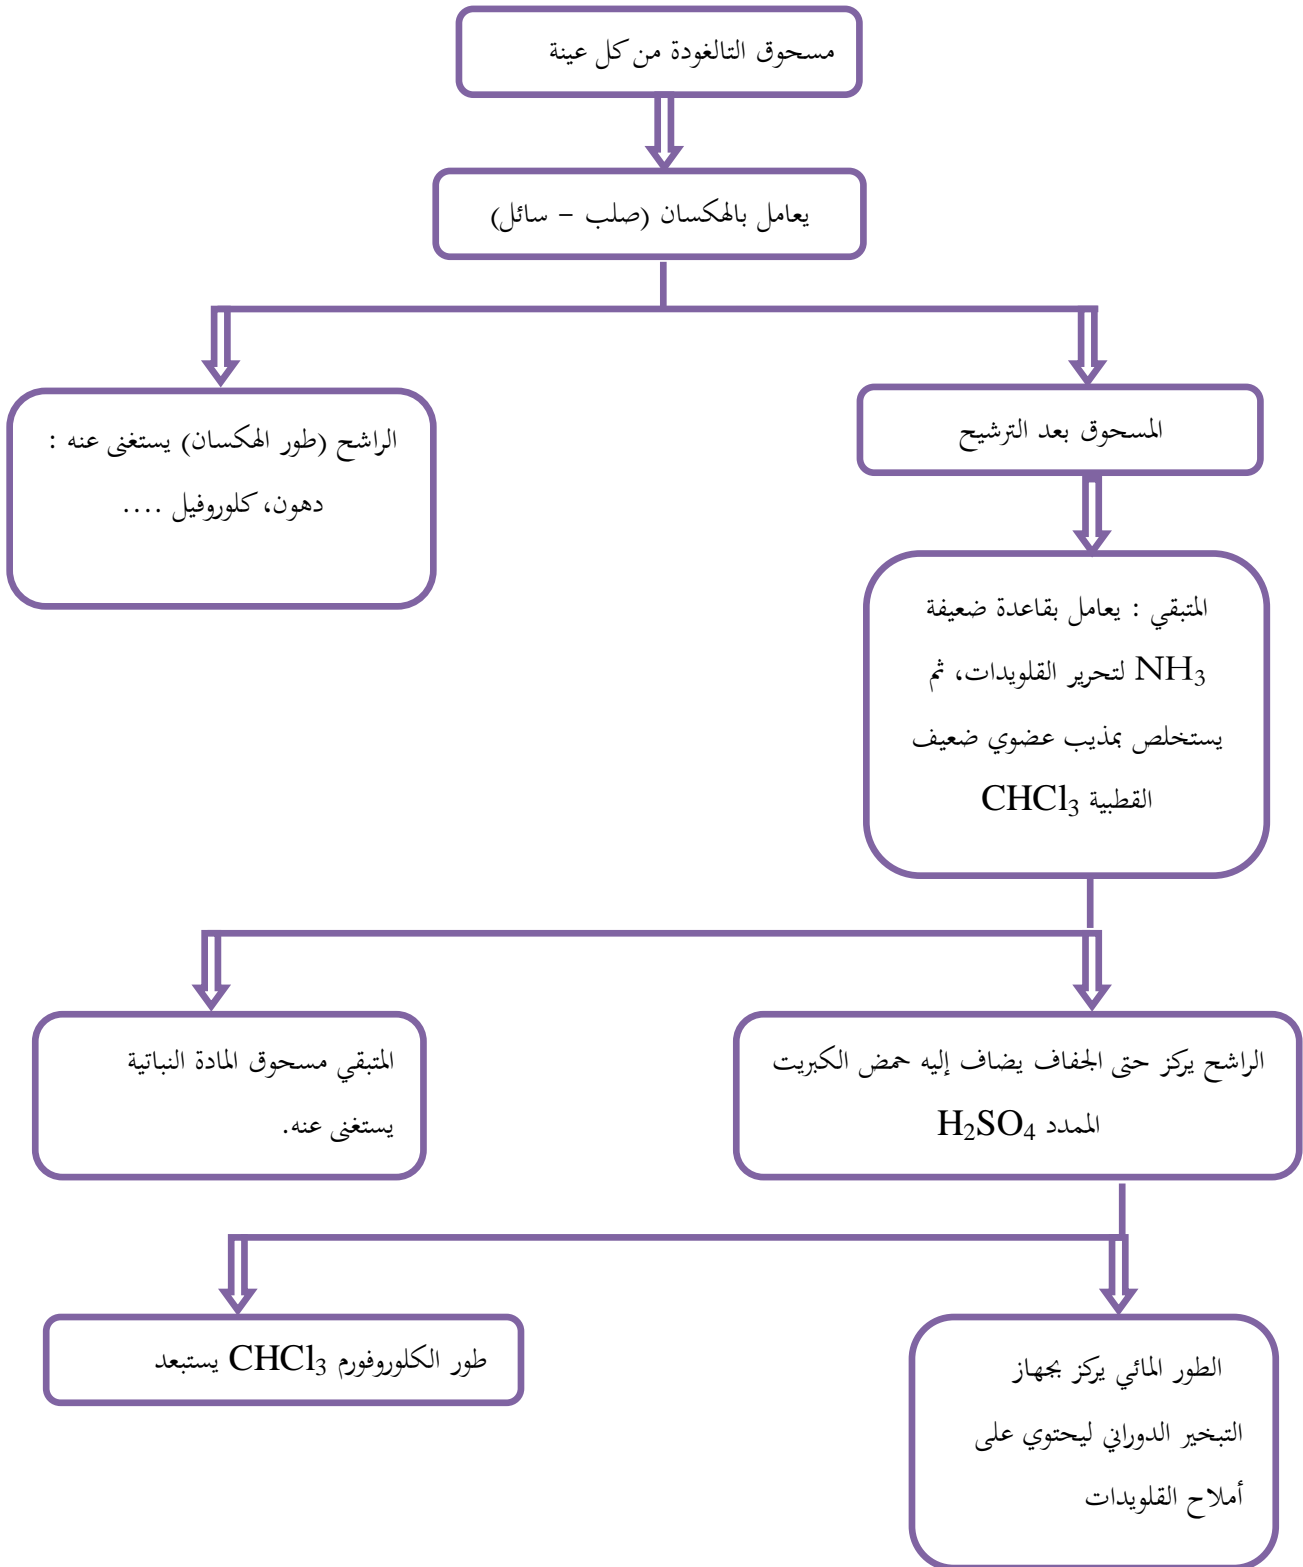 مسحوق التالغودة من كل عينة
يعامل بالهكسان (صلب - سائل)
المسحوق بعد الترشيح
الراشح (طور الهكسان) يستغنى عنه :
دهون، كلوروفيل ....
المتبقي : يعامل بقاعدة ضعيفة
NH₃ لتحرير القلويدات، ثم
يستخلص بمذيب عضوي ضعيف
القطبية CHCl₃
الراشح يركز حتى الجفاف يضاف إليه حمض الكبريت
الممدد H₂SO₄
المتبقي مسحوق المادة النباتية
يستغنى عنه.
الطور المائي يركز بجهاز
التبخير الدوراني ليحتوي على
أملاح القلويدات
طور الكلوروفورم CHCl₃ يستبعد